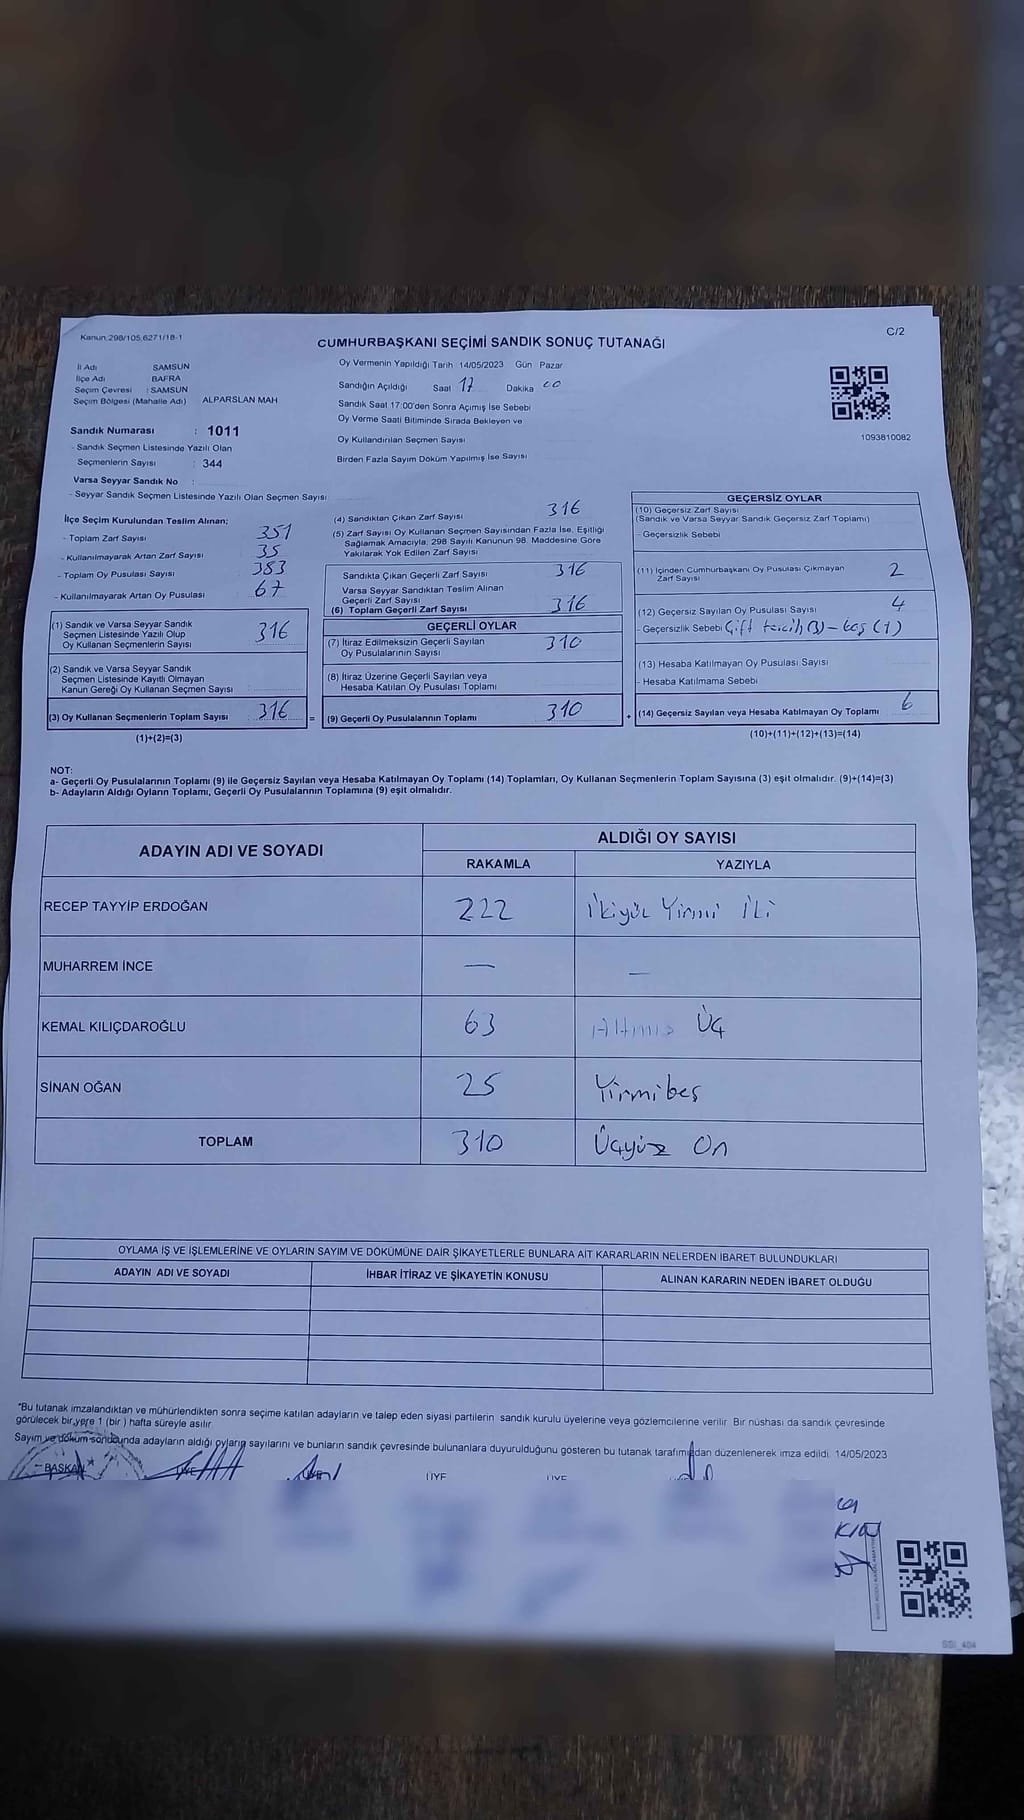 Kanun:298/105,6271/18-1
C/2
CUMHURBAŞKANI SEÇİMİ SANDIK SONUÇ TUTANAĞI
İl Adı SAMSUN
İlçe Adı BAFRA
Seçim Çevresi : SAMSUN
Seçim Bölgesi (Mahalle Adı) ALPARSLAN MAH
Sandık Numarası : 1011
- Sandık Seçmen Listesinde Yazılı Olan
Seçmenlerin Sayısı : 344
Varsa Seyyar Sandık No :
- Seyyar Sandık Seçmen Listesinde Yazılı Olan Seçmen Sayısı
Oy Vermenin Yapıldığı Tarih 14/05/2023 Gün Pazar
Sandığın Açıldığı Saat 17 Dakika 00
Sandık Saat 17:00'den Sonra Açımış İse Sebebi
Oy Verme Saati Bitiminde Sırada Bekleyen ve
Oy Kullandırılan Seçmen Sayısı
Birden Fazla Sayım Döküm Yapılmış İse Sayısı
1093810082
İlçe Seçim Kurulundan Teslim Alınan;
- Toplam Zarf Sayısı 351
- Kullanılmayarak Artan Zarf Sayısı 35
- Toplam Oy Pusulası Sayısı 383
- Kullanılmayarak Artan Oy Pusulası 67
(1) Sandık ve Varsa Seyyar Sandık
Seçmen Listesinde Yazılı Olup
Oy Kullanan Seçmenlerin Sayısı 316
(2) Sandık ve Varsa Seyyar Sandık
Seçmen Listesinde Kayıtlı Olmayan
Kanun Gereği Oy Kullanan Seçmen Sayısı
(3) Oy Kullanan Seçmenlerin Toplam Sayısı 316 =
(1)+(2)=(3)
(4) Sandıktan Çıkan Zarf Sayısı 316
(5) Zarf Sayısı Oy Kullanan Seçmen Sayısından Fazla İse, Eşitliği
Sağlamak Amacıyla, 298 Sayılı Kanunun 98. Maddesine Göre
Yakılarak Yok Edilen Zarf Sayısı
Sandıkta Çıkan Geçerli Zarf Sayısı 316
Varsa Seyyar Sandıktan Teslim Alınan
Geçerli Zarf Sayısı
(6) Toplam Geçerli Zarf Sayısı 316
GEÇERLİ OYLAR
(7) İtiraz Edilmeksizin Geçerli Sayılan
Oy Pusulalarının Sayısı 310
(8) İtiraz Üzerine Geçerli Sayılan veya
Hesaba Katılan Oy Pusulası Toplamı
(9) Geçerli Oy Pusulalarının Toplamı 310 +
GEÇERSİZ OYLAR
(10) Geçersiz Zarf Sayısı
(Sandık ve Varsa Seyyar Sandık Geçersiz Zarf Toplamı)
- Geçersizlik Sebebi
(11) İçinden Cumhurbaşkanı Oy Pusulası Çıkmayan
Zarf Sayısı 2
(12) Geçersiz Sayılan Oy Pusulası Sayısı 4
- Geçersizlik Sebebi Çift tercih(3)-boş(1)
(13) Hesaba Katılmayan Oy Pusulası Sayısı
- Hesaba Katılmama Sebebi
(14) Geçersiz Sayılan veya Hesaba Katılmayan Oy Toplamı 6
(10)+(11)+(12)+(13)=(14)
NOT:
a- Geçerli Oy Pusulalarının Toplamı (9) ile Geçersiz Sayılan veya Hesaba Katılmayan Oy Toplamı (14) Toplamları, Oy Kullanan Seçmenlerin Toplam Sayısına (3) eşit olmalıdır. (9)+(14)=(3)
b- Adayların Aldığı Oyların Toplamı, Geçerli Oy Pusulalarının Toplamına (9) eşit olmalıdır.
ADAYIN ADI VE SOYADI ALDIĞI OY SAYISI
RAKAMLA YAZIYLA
RECEP TAYYİP ERDOĞAN 222 İkiyüz Yirmi İki
MUHARREM İNCE — —
KEMAL KILIÇDAROĞLU 63 Altmış Üç
SİNAN OĞAN 25 Yirmibeş
TOPLAM 310 Üçyüz On
OYLAMA İŞ VE İŞLEMLERİNE VE OYLARIN SAYIM VE DÖKÜMÜNE DAİR ŞİKAYETLERLE BUNLARA AİT KARARLARIN NELERDEN İBARET BULUNDUKLARI
ADAYIN ADI VE SOYADI İHBAR İTİRAZ VE ŞİKAYETİN KONUSU ALINAN KARARIN NEDEN İBARET OLDUĞU
*Bu tutanak imzalandıktan ve mühürlendikten sonra seçime katılan adayların ve talep eden siyasi partilerin sandık kurulu üyelerine veya gözlemcilerine verilir. Bir nüshası da sandık çevresinde
görülecek bir yere 1 (bir ) hafta süreyle asılır.
Sayım ve döküm sonucunda adayların aldığı oyların sayılarını ve bunların sandık çevresinde bulunanlara duyurulduğunu gösteren bu tutanak tarafımızdan düzenlenerek imza edildi. 14/05/2023
BAŞKAN ÜYE ÜYE